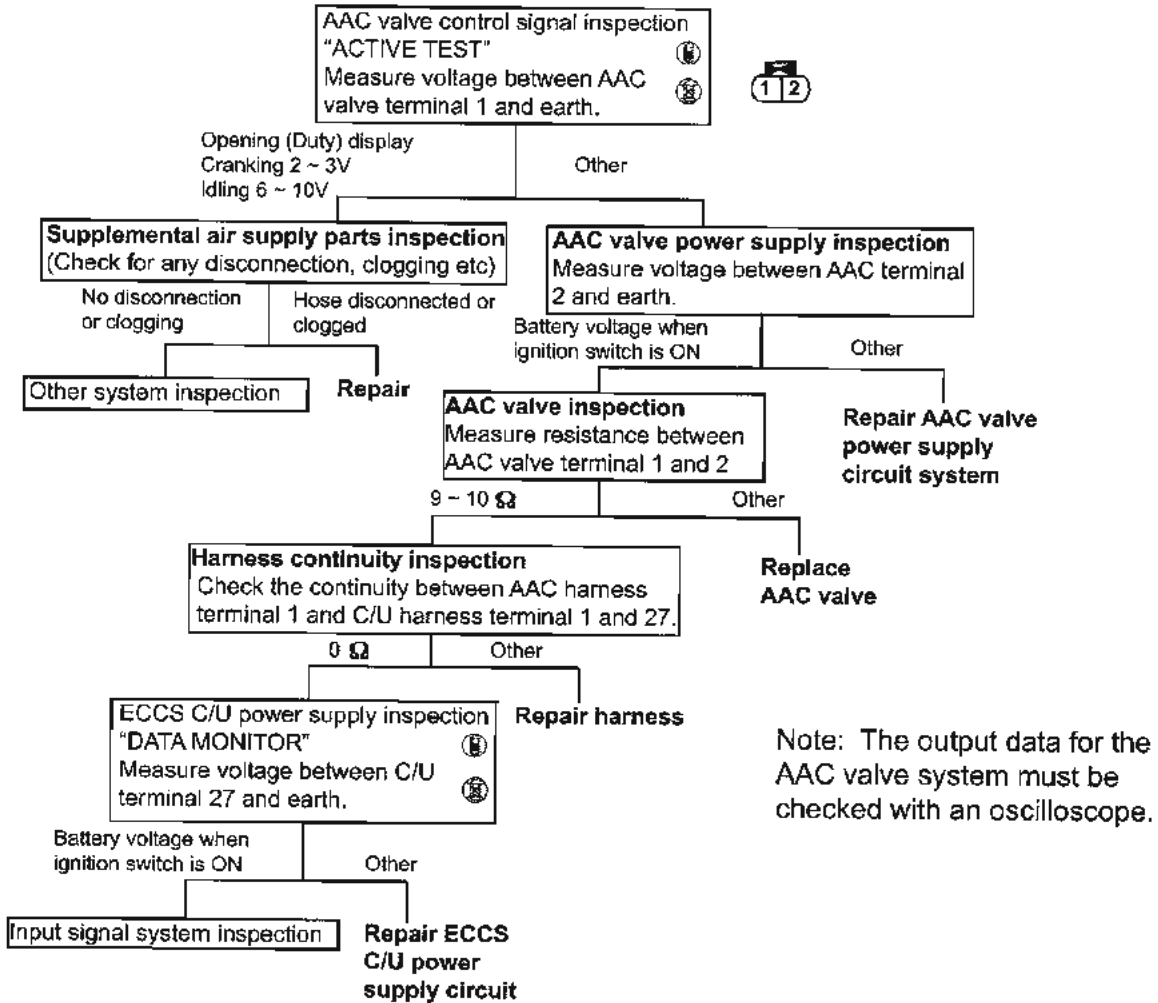 AAC valve control signal inspection
"ACTIVE TEST"
Measure voltage between AAC
valve terminal 1 and earth.
1 2
Opening (Duty) display
Cranking 2 ~ 3V
Idling 6 ~ 10V
Other
Supplemental air supply parts inspection
(Check for any disconnection, clogging etc)
AAC valve power supply inspection
Measure voltage between AAC terminal
2 and earth.
No disconnection
or clogging
Hose disconnected or
clogged
Battery voltage when
ignition switch is ON
Other
Other system inspection
Repair
AAC valve inspection
Measure resistance between
AAC valve terminal 1 and 2
Repair AAC valve
power supply
circuit system
9 ~ 10 Ω
Other
Harness continuity inspection
Check the continuity between AAC harness
terminal 1 and C/U harness terminal 1 and 27.
Replace
AAC valve
0 Ω
Other
ECCS C/U power supply inspection
"DATA MONITOR"
Measure voltage between C/U
terminal 27 and earth.
Repair harness
Note: The output data for the
AAC valve system must be
checked with an oscilloscope.
Battery voltage when
ignition switch is ON
Other
Input signal system inspection
Repair ECCS
C/U power
supply circuit